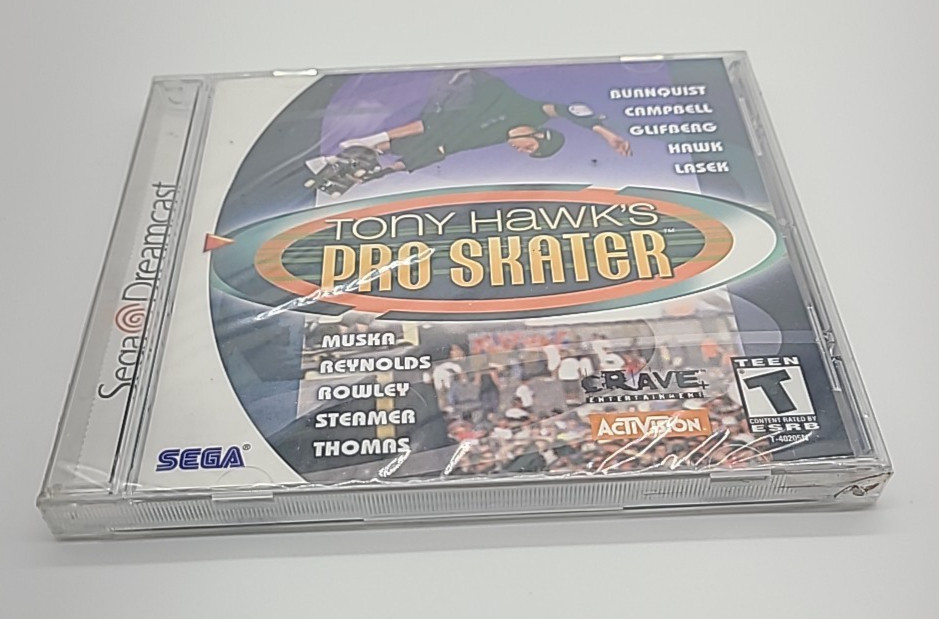 Sega Dreamcast
BURNQUIST
CAMPBELL
GLIFBERG
HAWK
LASEK
TONY HAWK'S
PRO SKATER™
MUSKA
REYNOLDS
ROWLEY
STEAMER
THOMAS
CRAVE
ENTERTAINMENT
ACTIVISION.
TEEN
T
CONTENT RATED BY
ESRB
SEGA®